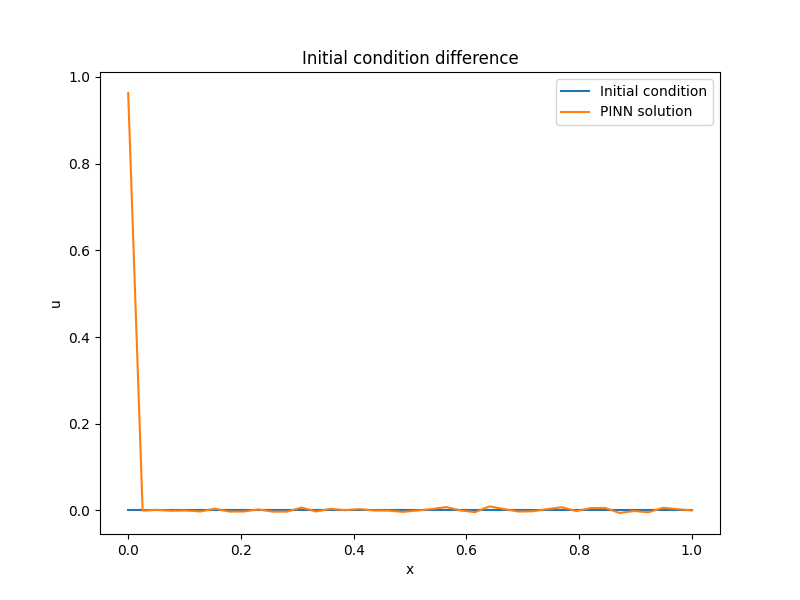 Initial condition difference
Initial condition
PINN solution
1.0
0.8
0.6
0.4
0.2
0.0
u
0.0 0.2 0.4 0.6 0.8 1.0
x